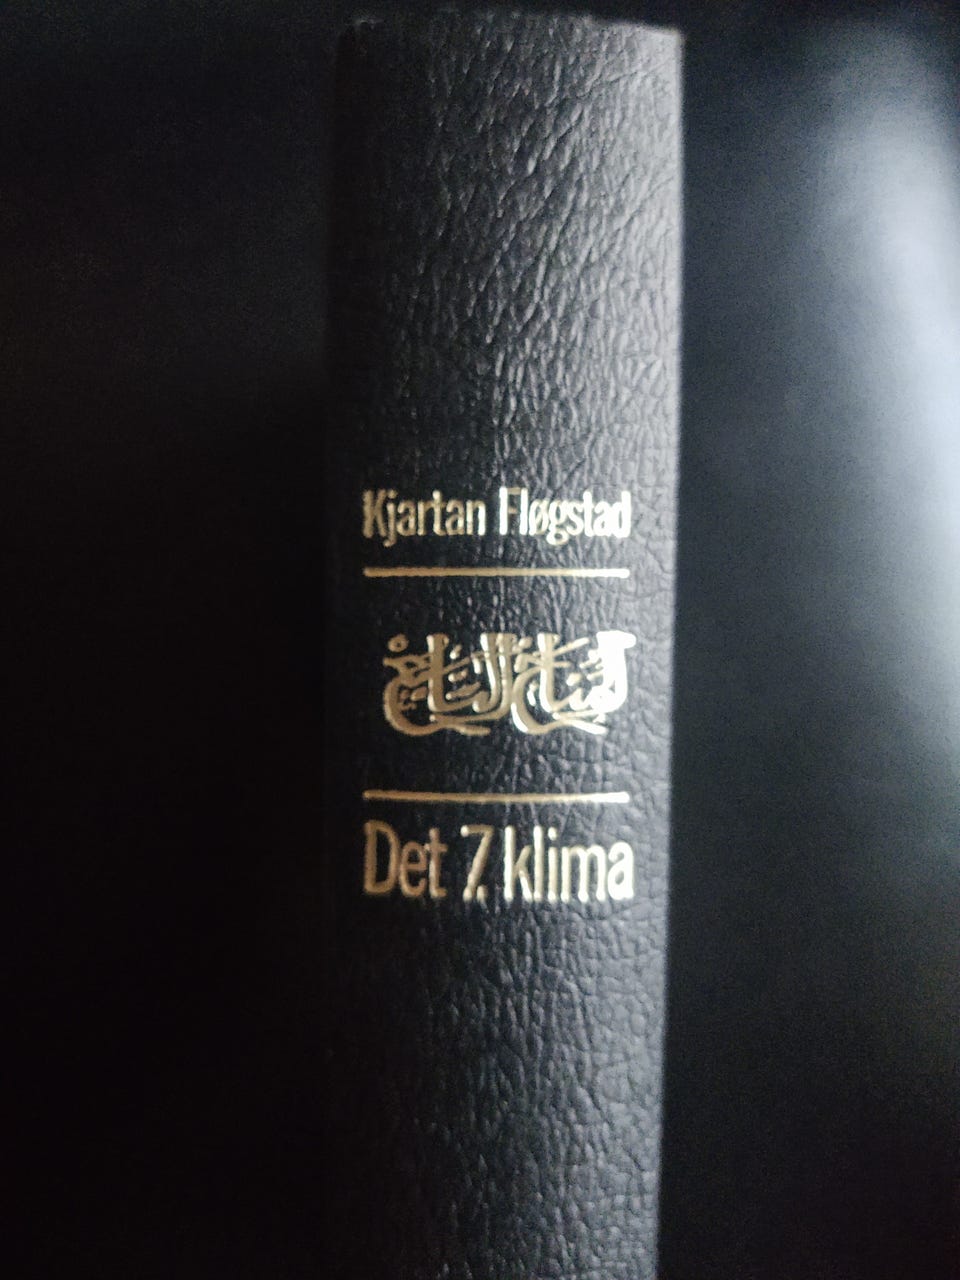 Kjartan Fløgstad
Det 7. klima